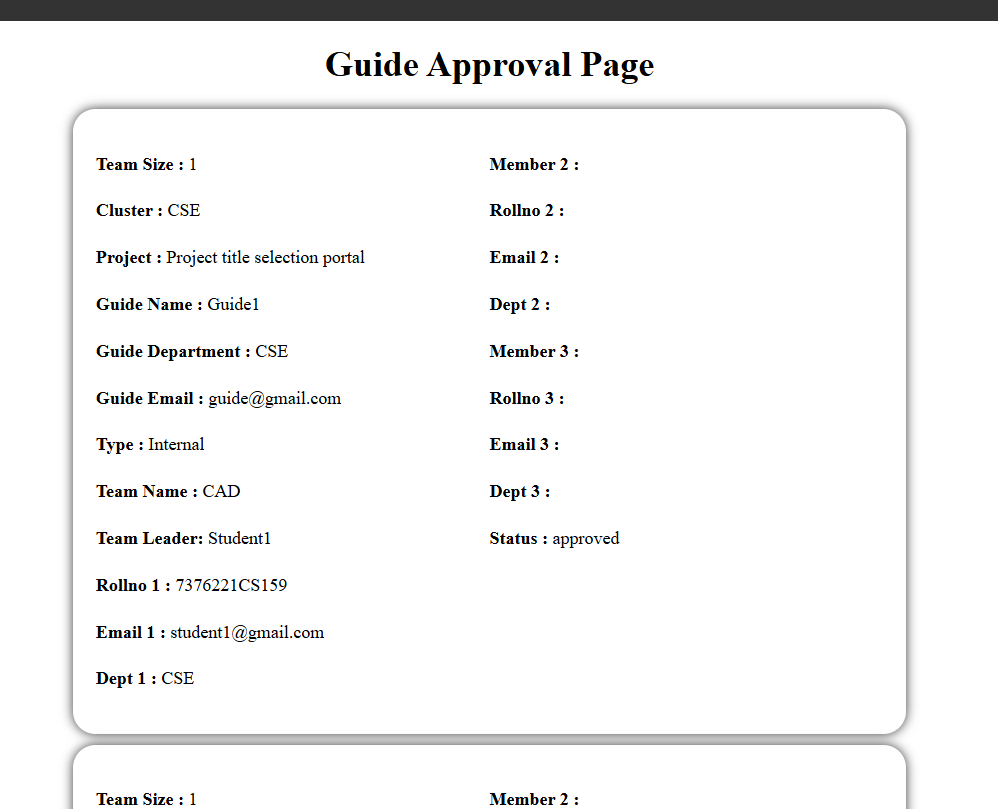 Guide Approval Page
Team Size : 1
Cluster : CSE
Project : Project title selection portal
Guide Name : Guide1
Guide Department : CSE
Guide Email : guide@gmail.com
Type : Internal
Team Name : CAD
Team Leader: Student1
Rollno 1 : 7376221CS159
Email 1 : student1@gmail.com
Dept 1 : CSE
Member 2 :
Rollno 2 :
Email 2 :
Dept 2 :
Member 3 :
Rollno 3 :
Email 3 :
Dept 3 :
Status : approved
Team Size : 1
Member 2 :